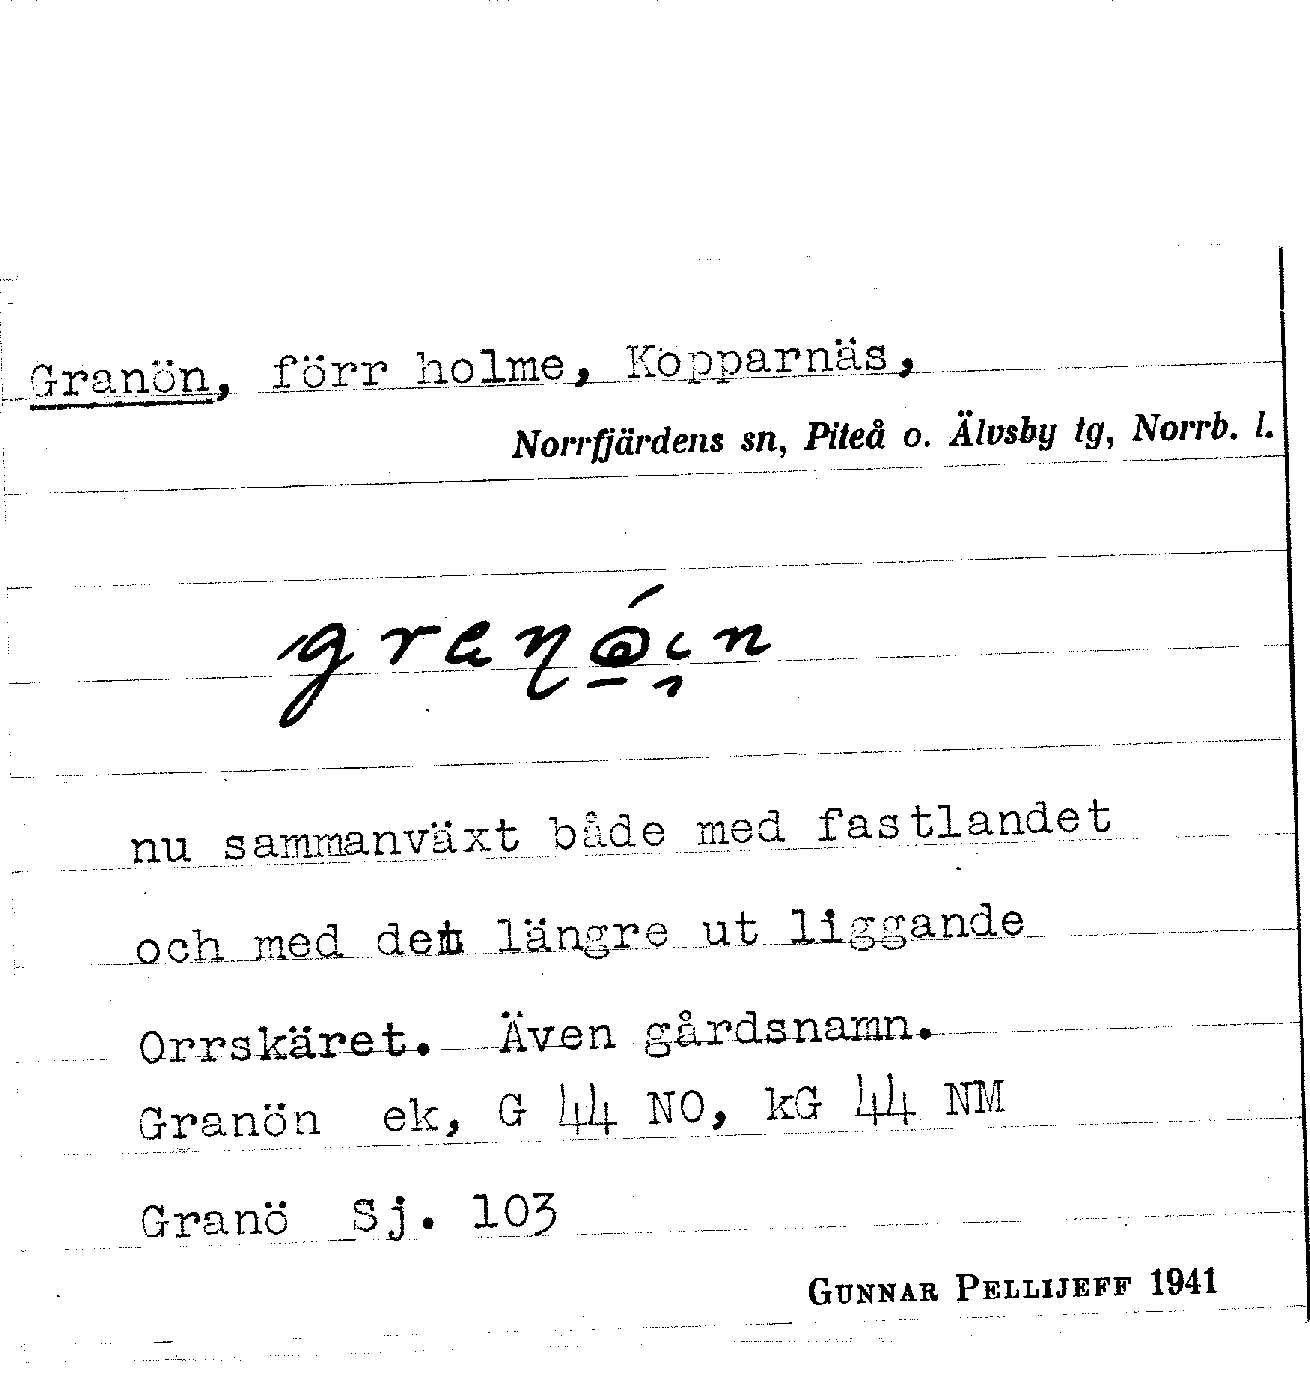 Granön, förr holme, Kopparnäs,
Norrfjärdens sn, Piteå o. Älvsby tg, Norrb. l.
nu sammanväxt både med fastlandet
och med det längre ut liggande
Orrskäret. Även gårdsnamn.
Granön ek, G 44 NO, kG 44 NM
Granö Sj. 103
GUNNAR PELLIJEFF 1941